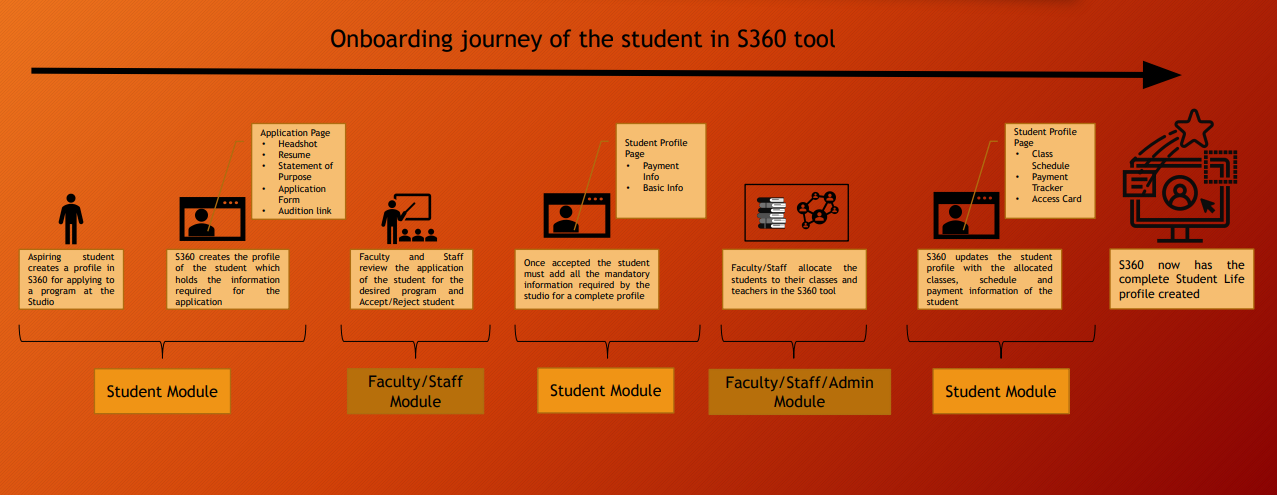 Onboarding journey of the student in S360 tool
Application Page
• Headshot
• Resume
• Statement of
Purpose
• Application
Form
• Audition link
Student Profile
Page
• Payment
Info
• Basic Info
Student Profile
Page
• Class
Schedule
• Payment
Tracker
• Access Card
Aspiring student
creates a profile in
S360 for applying to
a program at the
Studio
S360 creates the profile
of the student which
holds the information
required for the
application
Faculty and Staff
review the application
of the student for the
desired program and
Accept/Reject student
Once accepted the student
must add all the mandatory
information required by the
studio for a complete profile
Faculty/Staff allocate the
students to their classes and
teachers in the S360 tool
S360 updates the student
profile with the allocated
classes, schedule and
payment information of the
student
S360 now has the
complete Student Life
profile created
Student Module
Faculty/Staff
Module
Student Module
Faculty/Staff/Admin
Module
Student Module